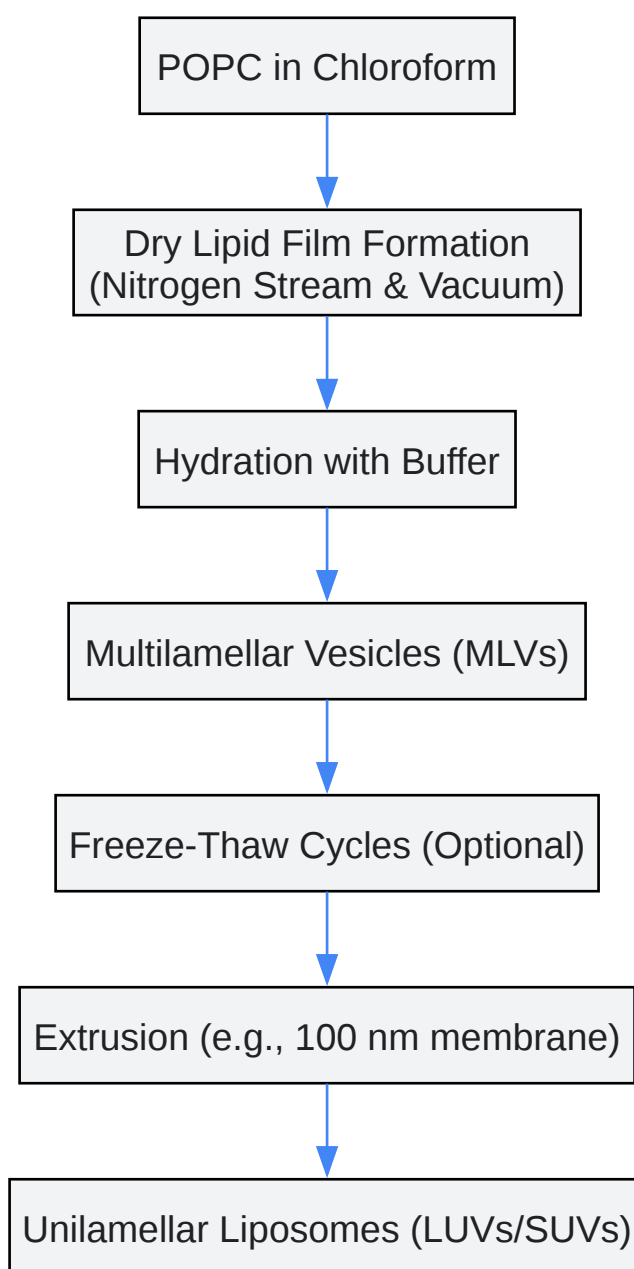 POPC in Chloroform
Dry Lipid Film Formation
(Nitrogen Stream & Vacuum)
Hydration with Buffer
Multilamellar Vesicles (MLVs)
Freeze-Thaw Cycles (Optional)
Extrusion (e.g., 100 nm membrane)
Unilamellar Liposomes (LUVs/SUVs)